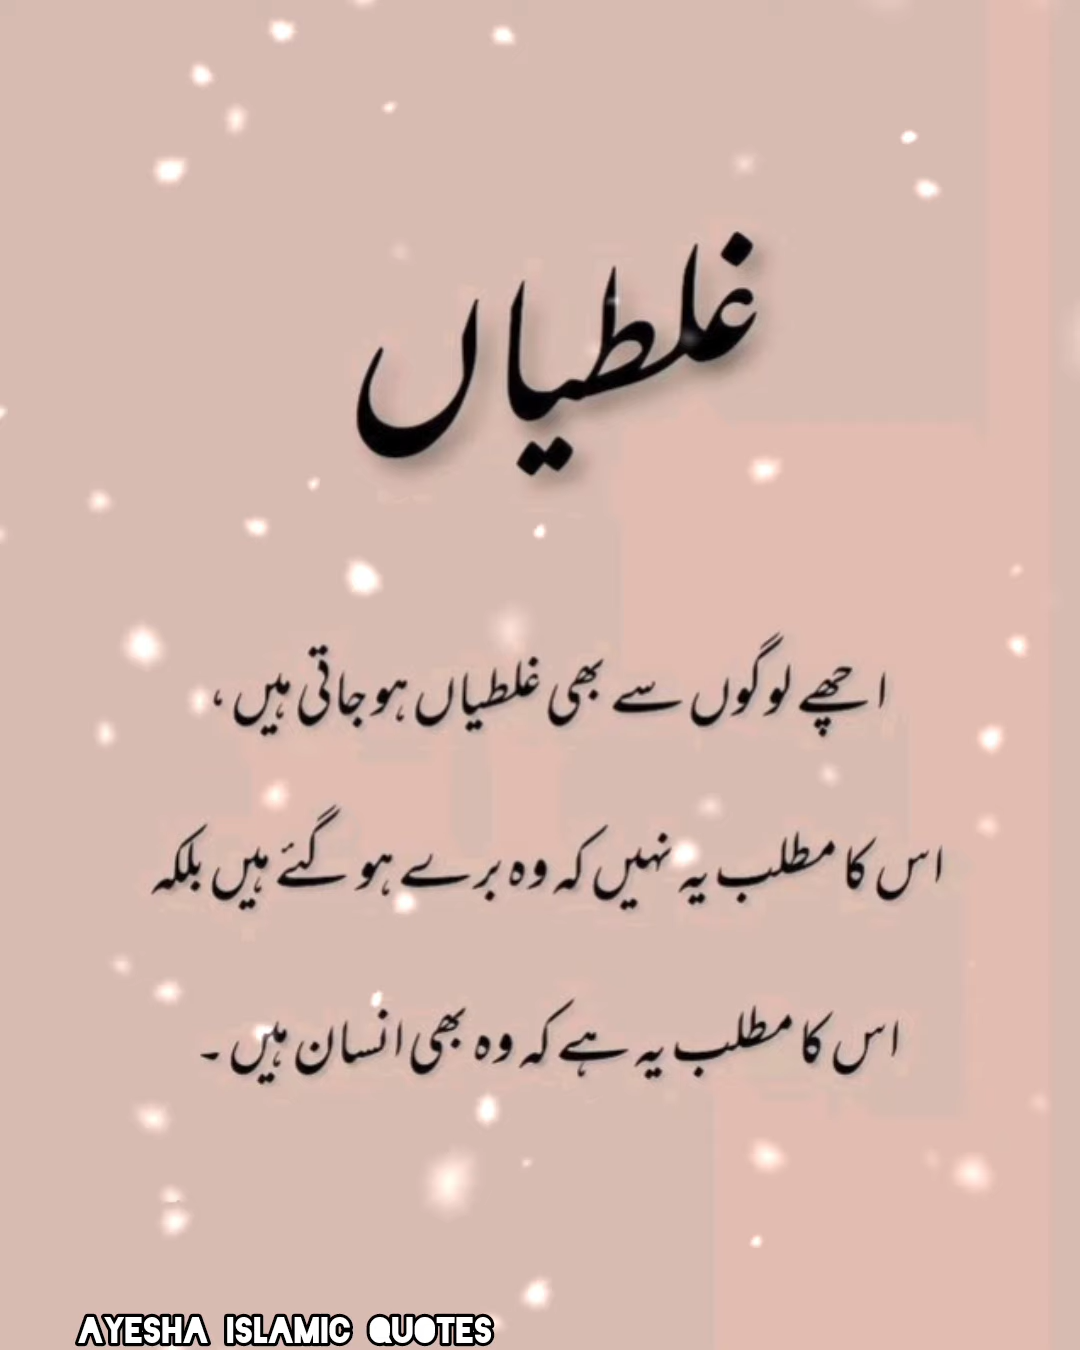 غلطیاں
اچھے لوگوں سے بھی غلطیاں ہو جاتی ہیں ،
اس کا مطلب یہ نہیں کہ وہ برے ہو گئے ہیں بلکہ
اس کا مطلب یہ ہے کہ وہ بھی انسان ہیں ۔
AYESHA ISLAMIC QUOTES